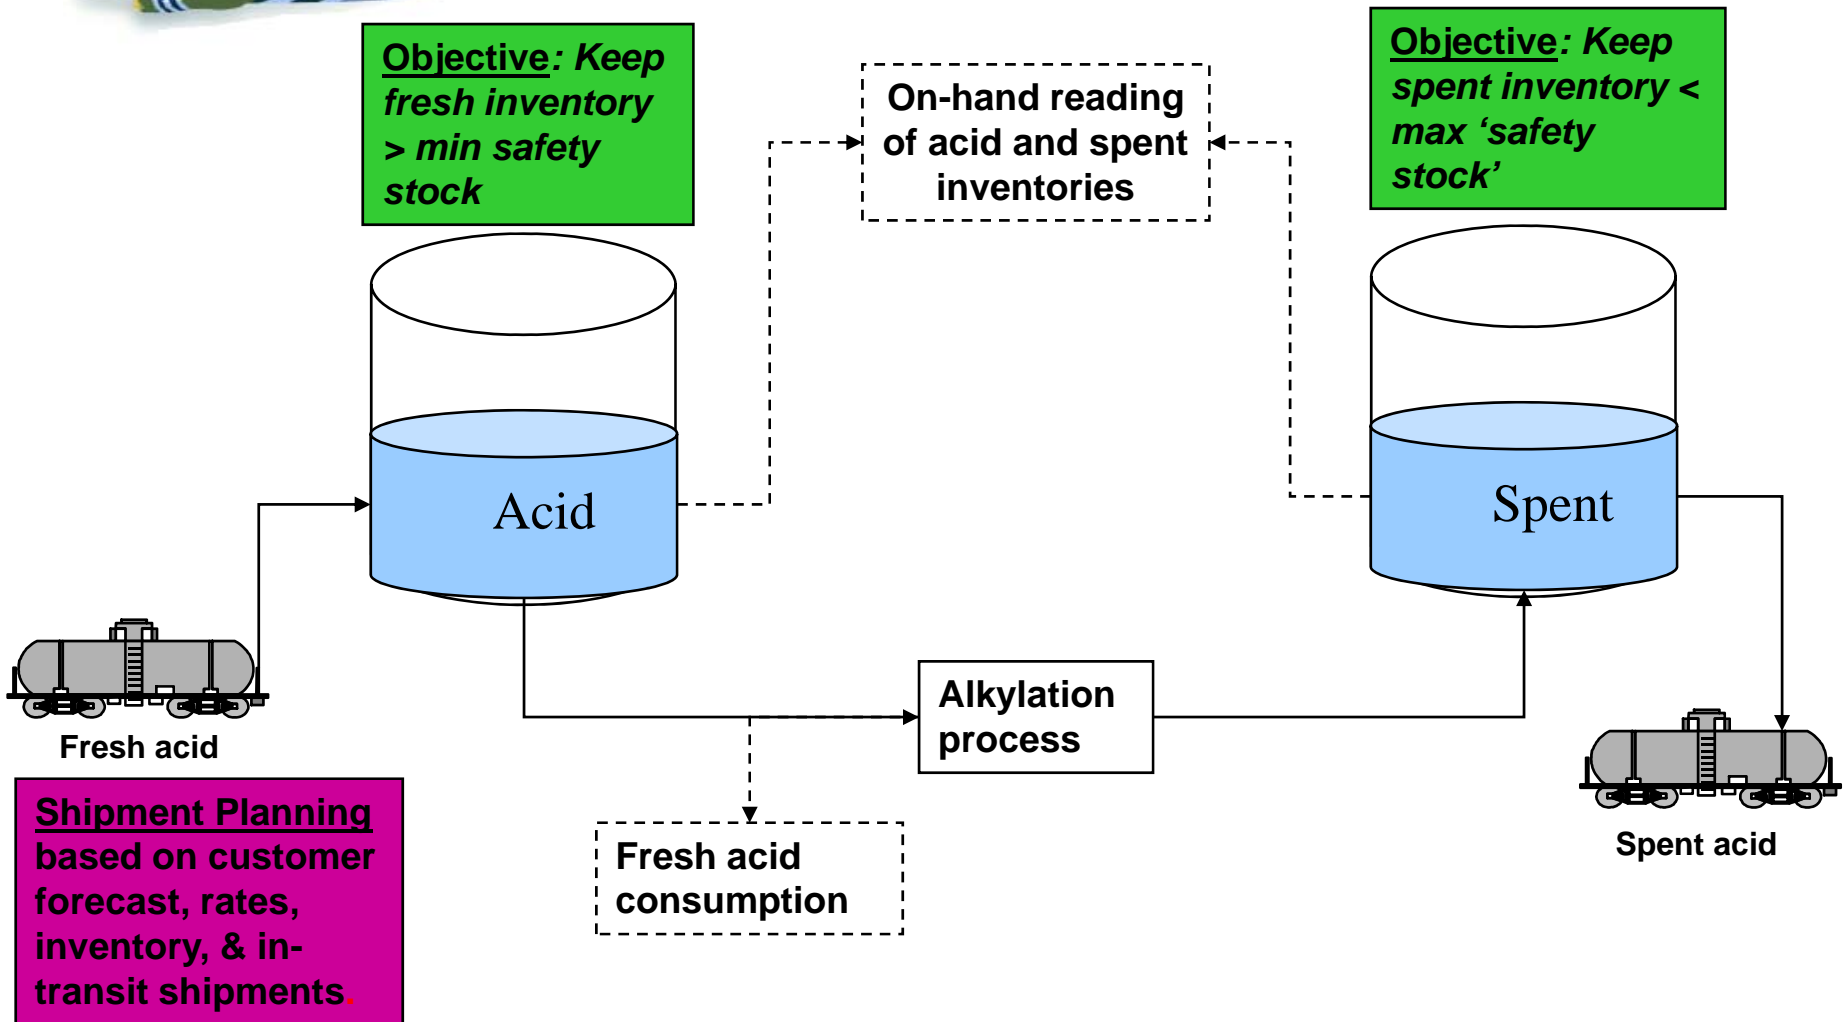 Objective: Keep
fresh inventory
> min safety
stock
On-hand reading
of acid and spent
inventories
Objective: Keep
spent inventory <
max ‘safety
stock’
Acid
Spent
Fresh acid
Alkylation
process
Shipment Planning
based on customer
forecast, rates,
inventory, & in-
transit shipments.
Fresh acid
consumption
Spent acid